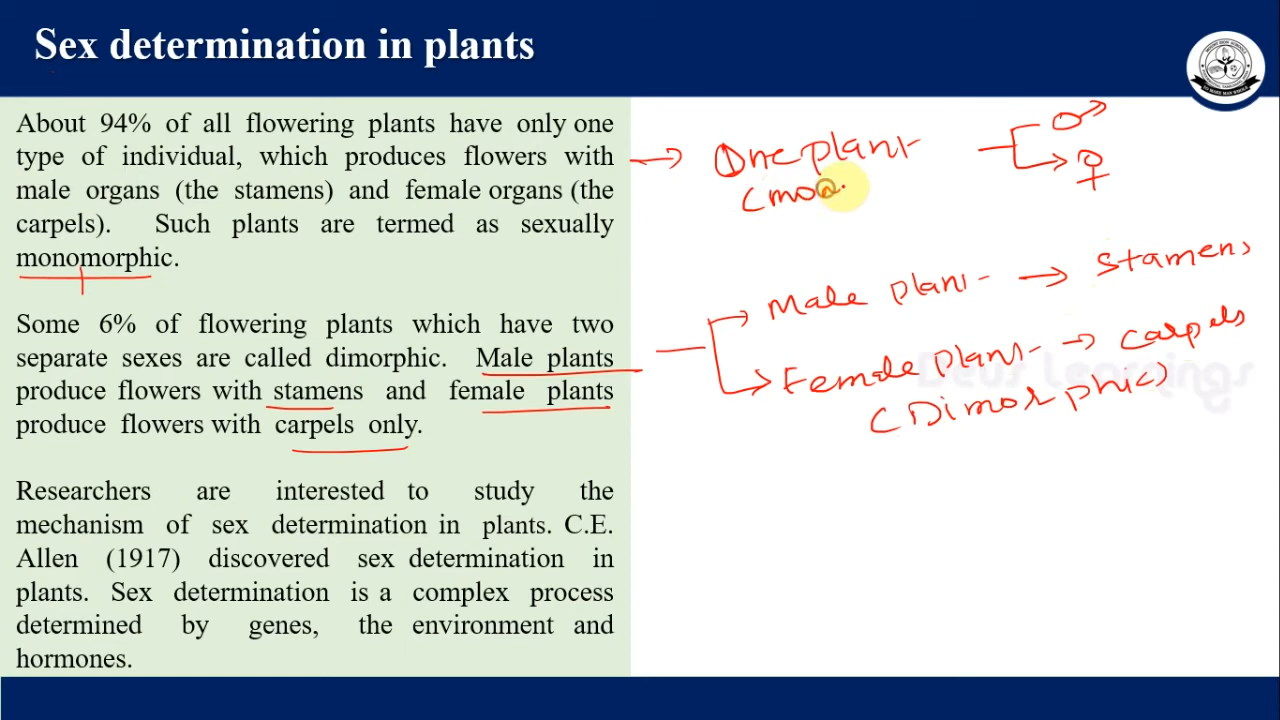 Sex determination in plants
About 94% of all flowering plants have only one
type of individual, which produces flowers with
male organs (the stamens) and female organs (the
carpels). Such plants are termed as sexually
monomorphic.
Some 6% of flowering plants which have two
separate sexes are called dimorphic. Male plants
produce flowers with stamens and female plants
produce flowers with carpels only.
Researchers are interested to study the
mechanism of sex determination in plants. C.E.
Allen (1917) discovered sex determination in
plants. Sex determination is a complex process
determined by genes, the environment and
hormones.
One plant ♂
♀
(mon
Male plant → Stamens
Female plant → Carpels
(Dimorphic)
Deus Learnings